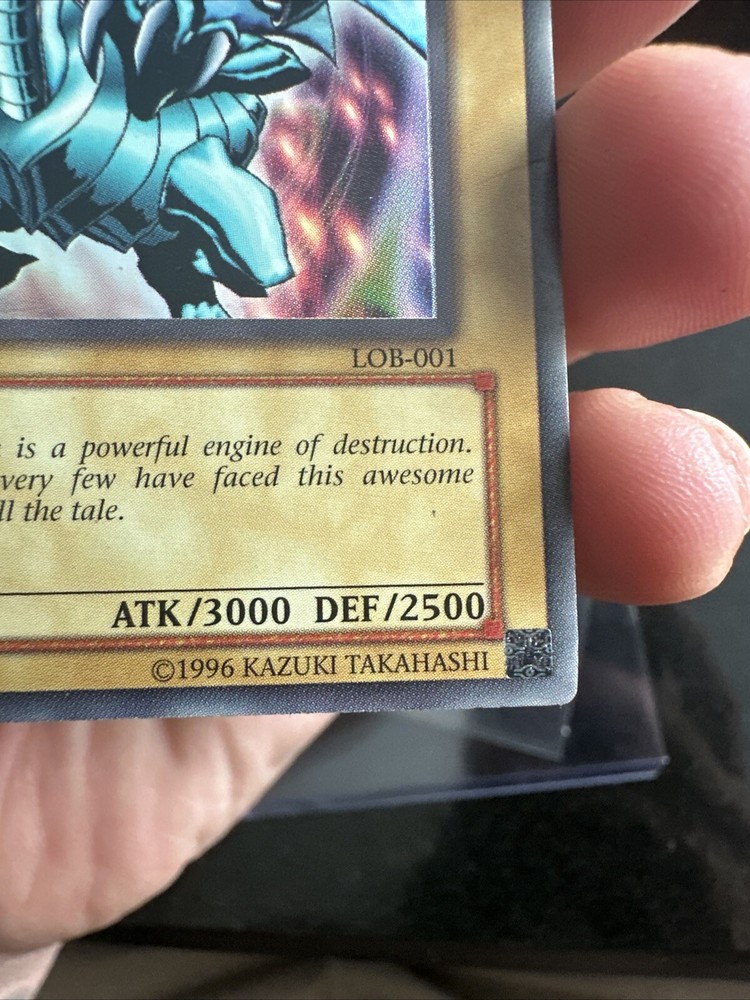 LOB-001
is a powerful engine of destruction.
very few have faced this awesome
ll the tale.
ATK/3000 DEF/2500
©1996 KAZUKI TAKAHASHI